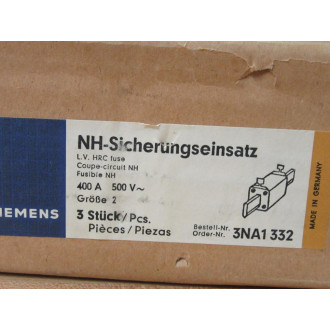 NH-Sicherungseinsatz
L.V. HRC fuse
Coupe-circuit NH
Fusible NH
400 A 500 V~
Größe 2
SIEMENS
3 Stück/Pcs.
Pièces/Piezas
Bestell-Nr.
Order-Nr. 3NA1 332
MADE IN GERMANY